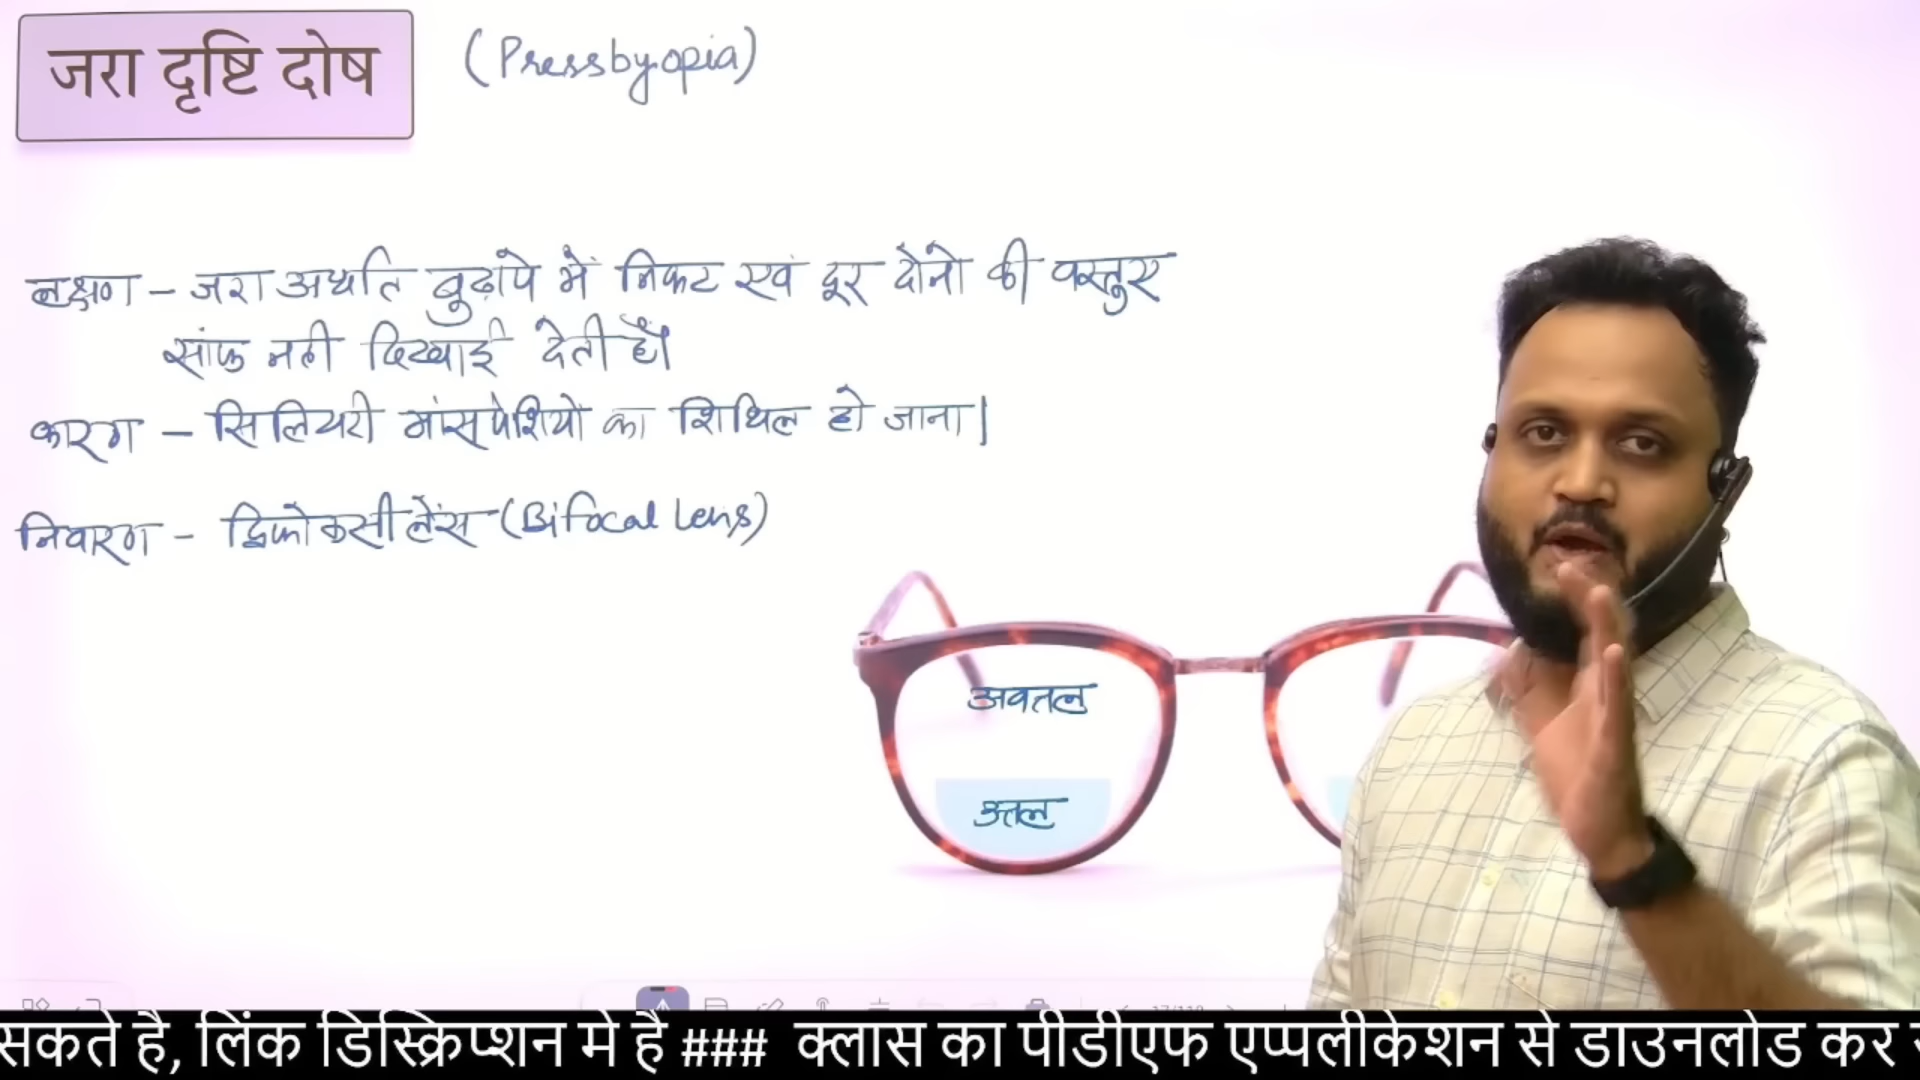 जरा दृष्टि दोष
(Pressbyopia)
लक्षण - जरा अर्थात बुढ़ापे में निकट एवं दूर दोनो की वस्तुए
सांफ नही दिखाई देती हैं।
कारण - सिलियरी मांसपेशियो का शिथिल हो जाना।
निवारण - द्विफोकसी लेंस (Bifocal Lens)
अवतल
उत्तल
सकते है, लिंक डिस्क्रिप्शन मे है ### क्लास का पीडीएफ एप्पलीकेशन से डाउनलोड कर